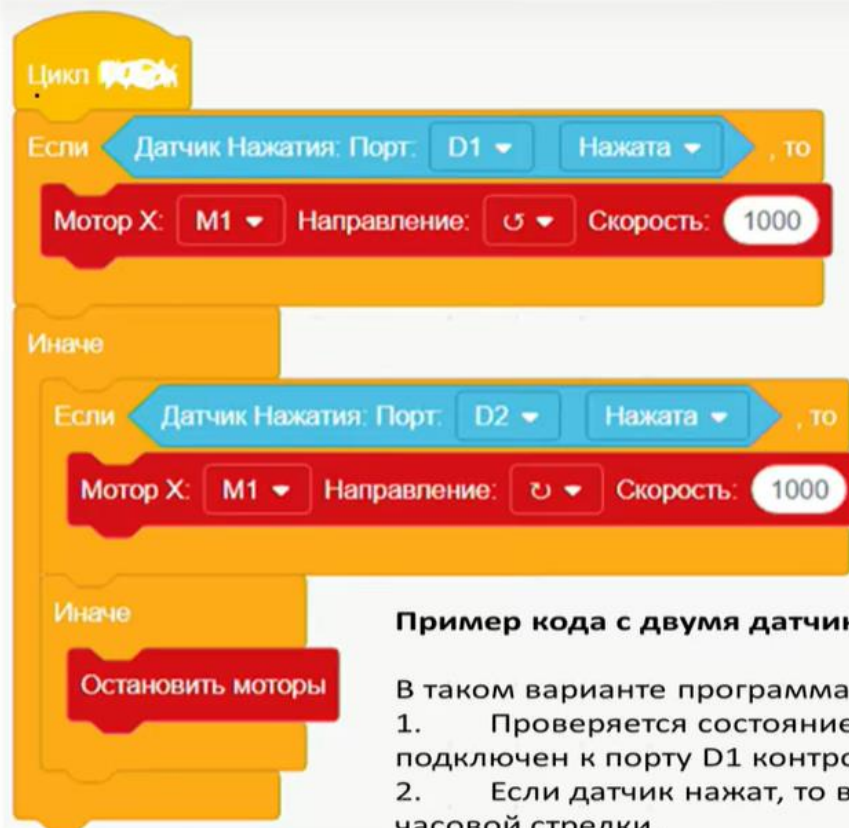 Цикл
Если Датчик Нажатия: Порт: D1 Нажата , то
Мотор X: M1 Направление: ↺ Скорость: 1000
Иначе
Если Датчик Нажатия: Порт: D2 Нажата , то
Мотор X: M1 Направление: ↻ Скорость: 1000
Иначе
Остановить моторы
Пример кода с двумя
В таком варианте программа
1. Проверяется состояние
подключен к порту D1
2. Если датчик нажат, то
часовой стрелки